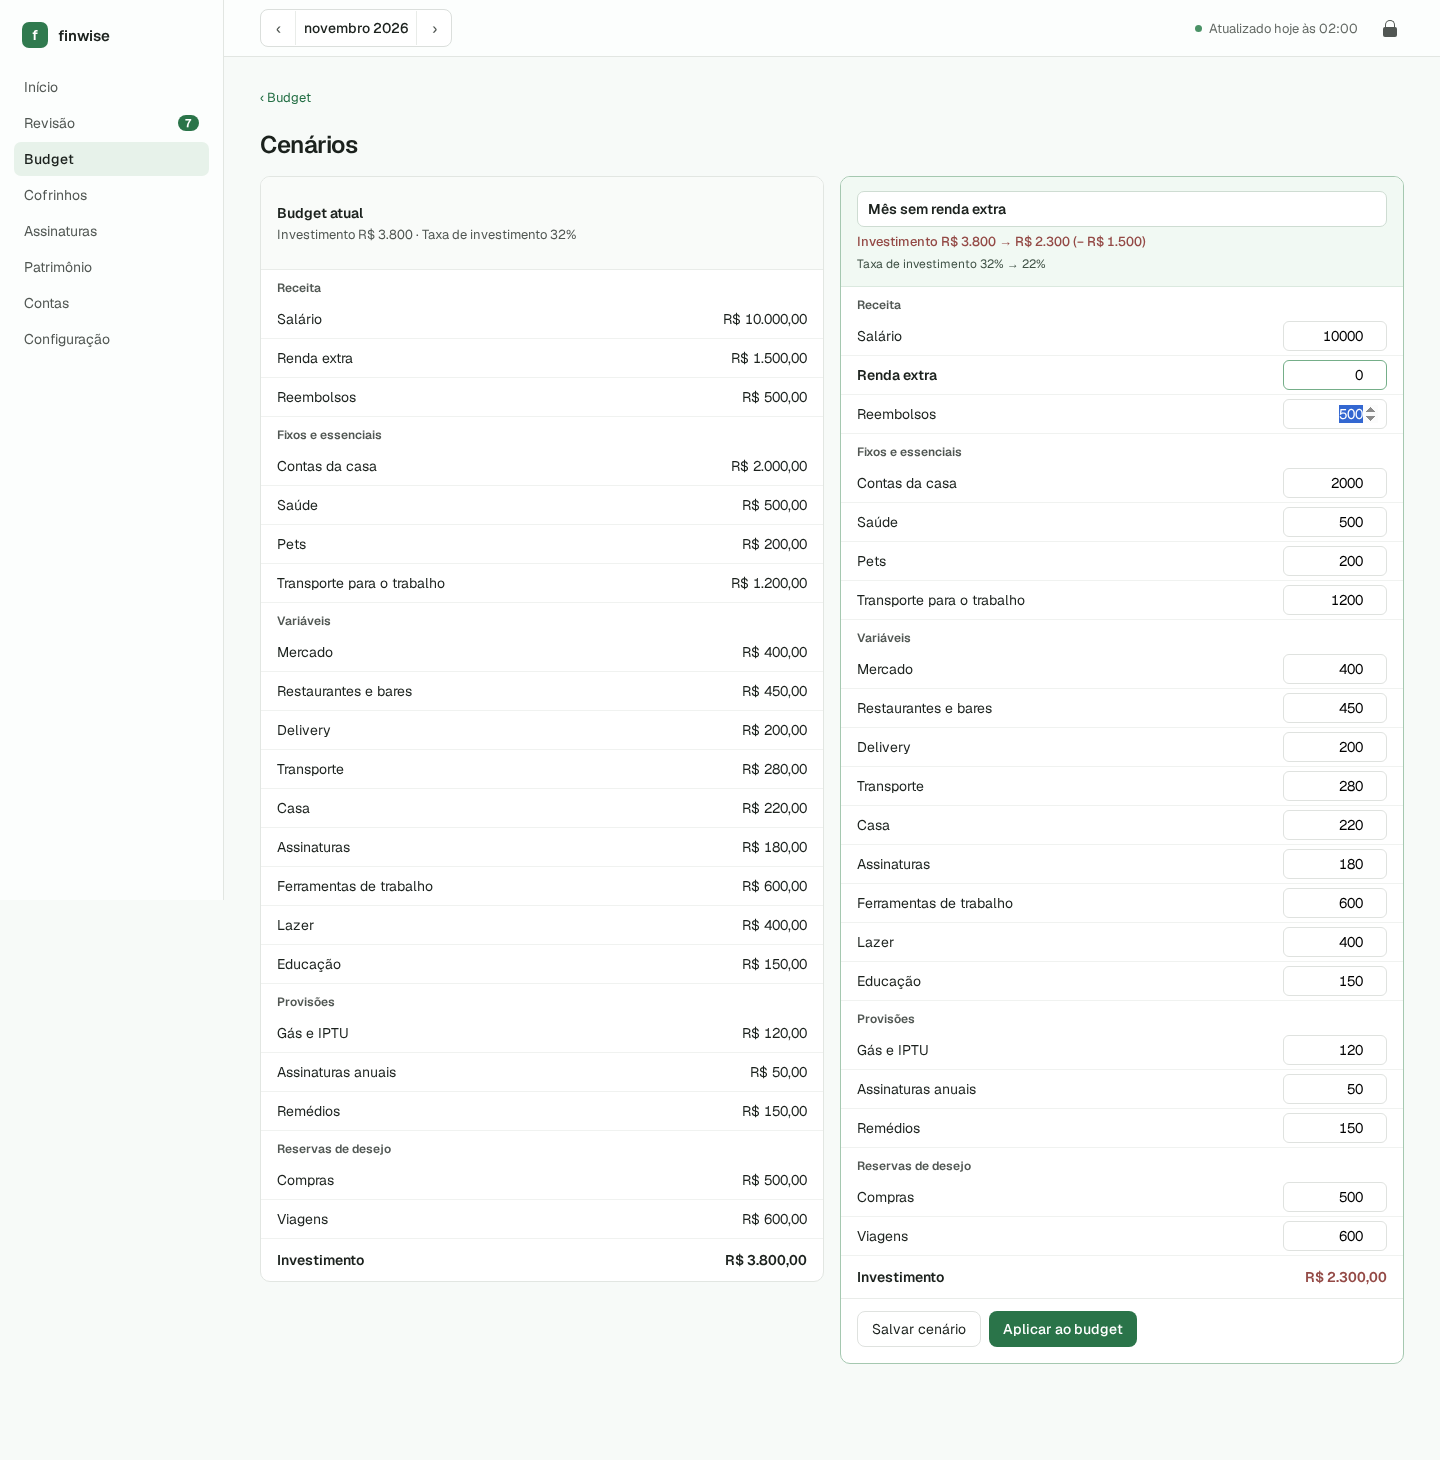 f finwise
Início
Revisão 7
Budget
Cofrinhos
Assinaturas
Patrimônio
Contas
Configuração
‹ novembro 2026 ›
Atualizado hoje às 02:00
‹ Budget
Cenários
Budget atual
Investimento R$ 3.800 · Taxa de investimento 32%
Receita
Salário R$ 10.000,00
Renda extra R$ 1.500,00
Reembolsos R$ 500,00
Fixos e essenciais
Contas da casa R$ 2.000,00
Saúde R$ 500,00
Pets R$ 200,00
Transporte para o trabalho R$ 1.200,00
Variáveis
Mercado R$ 400,00
Restaurantes e bares R$ 450,00
Delivery R$ 200,00
Transporte R$ 280,00
Casa R$ 220,00
Assinaturas R$ 180,00
Ferramentas de trabalho R$ 600,00
Lazer R$ 400,00
Educação R$ 150,00
Provisões
Gás e IPTU R$ 120,00
Assinaturas anuais R$ 50,00
Remédios R$ 150,00
Reservas de desejo
Compras R$ 500,00
Viagens R$ 600,00
Investimento R$ 3.800,00
Mês sem renda extra
Investimento R$ 3.800 → R$ 2.300 (− R$ 1.500)
Taxa de investimento 32% → 22%
Receita
Salário 10000
Renda extra 0
Reembolsos 500
Fixos e essenciais
Contas da casa 2000
Saúde 500
Pets 200
Transporte para o trabalho 1200
Variáveis
Mercado 400
Restaurantes e bares 450
Delivery 200
Transporte 280
Casa 220
Assinaturas 180
Ferramentas de trabalho 600
Lazer 400
Educação 150
Provisões
Gás e IPTU 120
Assinaturas anuais 50
Remédios 150
Reservas de desejo
Compras 500
Viagens 600
Investimento R$ 2.300,00
Salvar cenário Aplicar ao budget